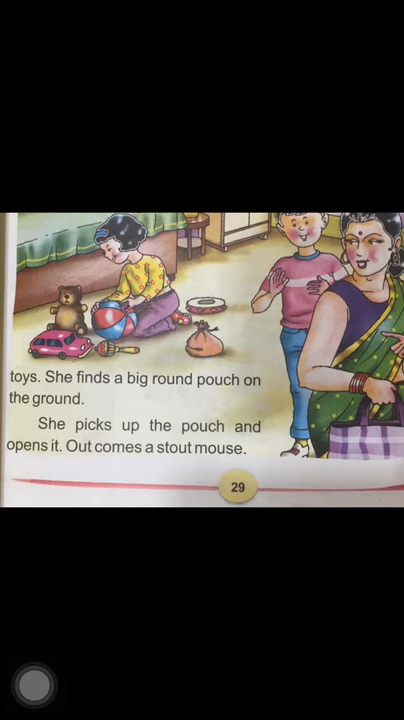 toys. She finds a big round pouch on
the ground.
She picks up the pouch and
opens it. Out comes a stout mouse.
29